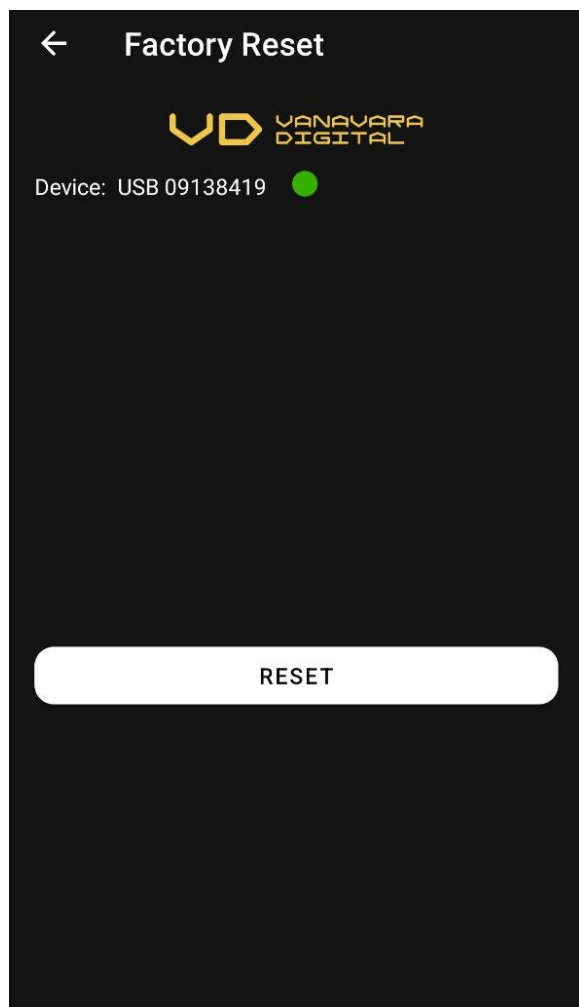 Factory Reset
VD VANAVARA
DIGITAL
Device: USB 09138419
RESET